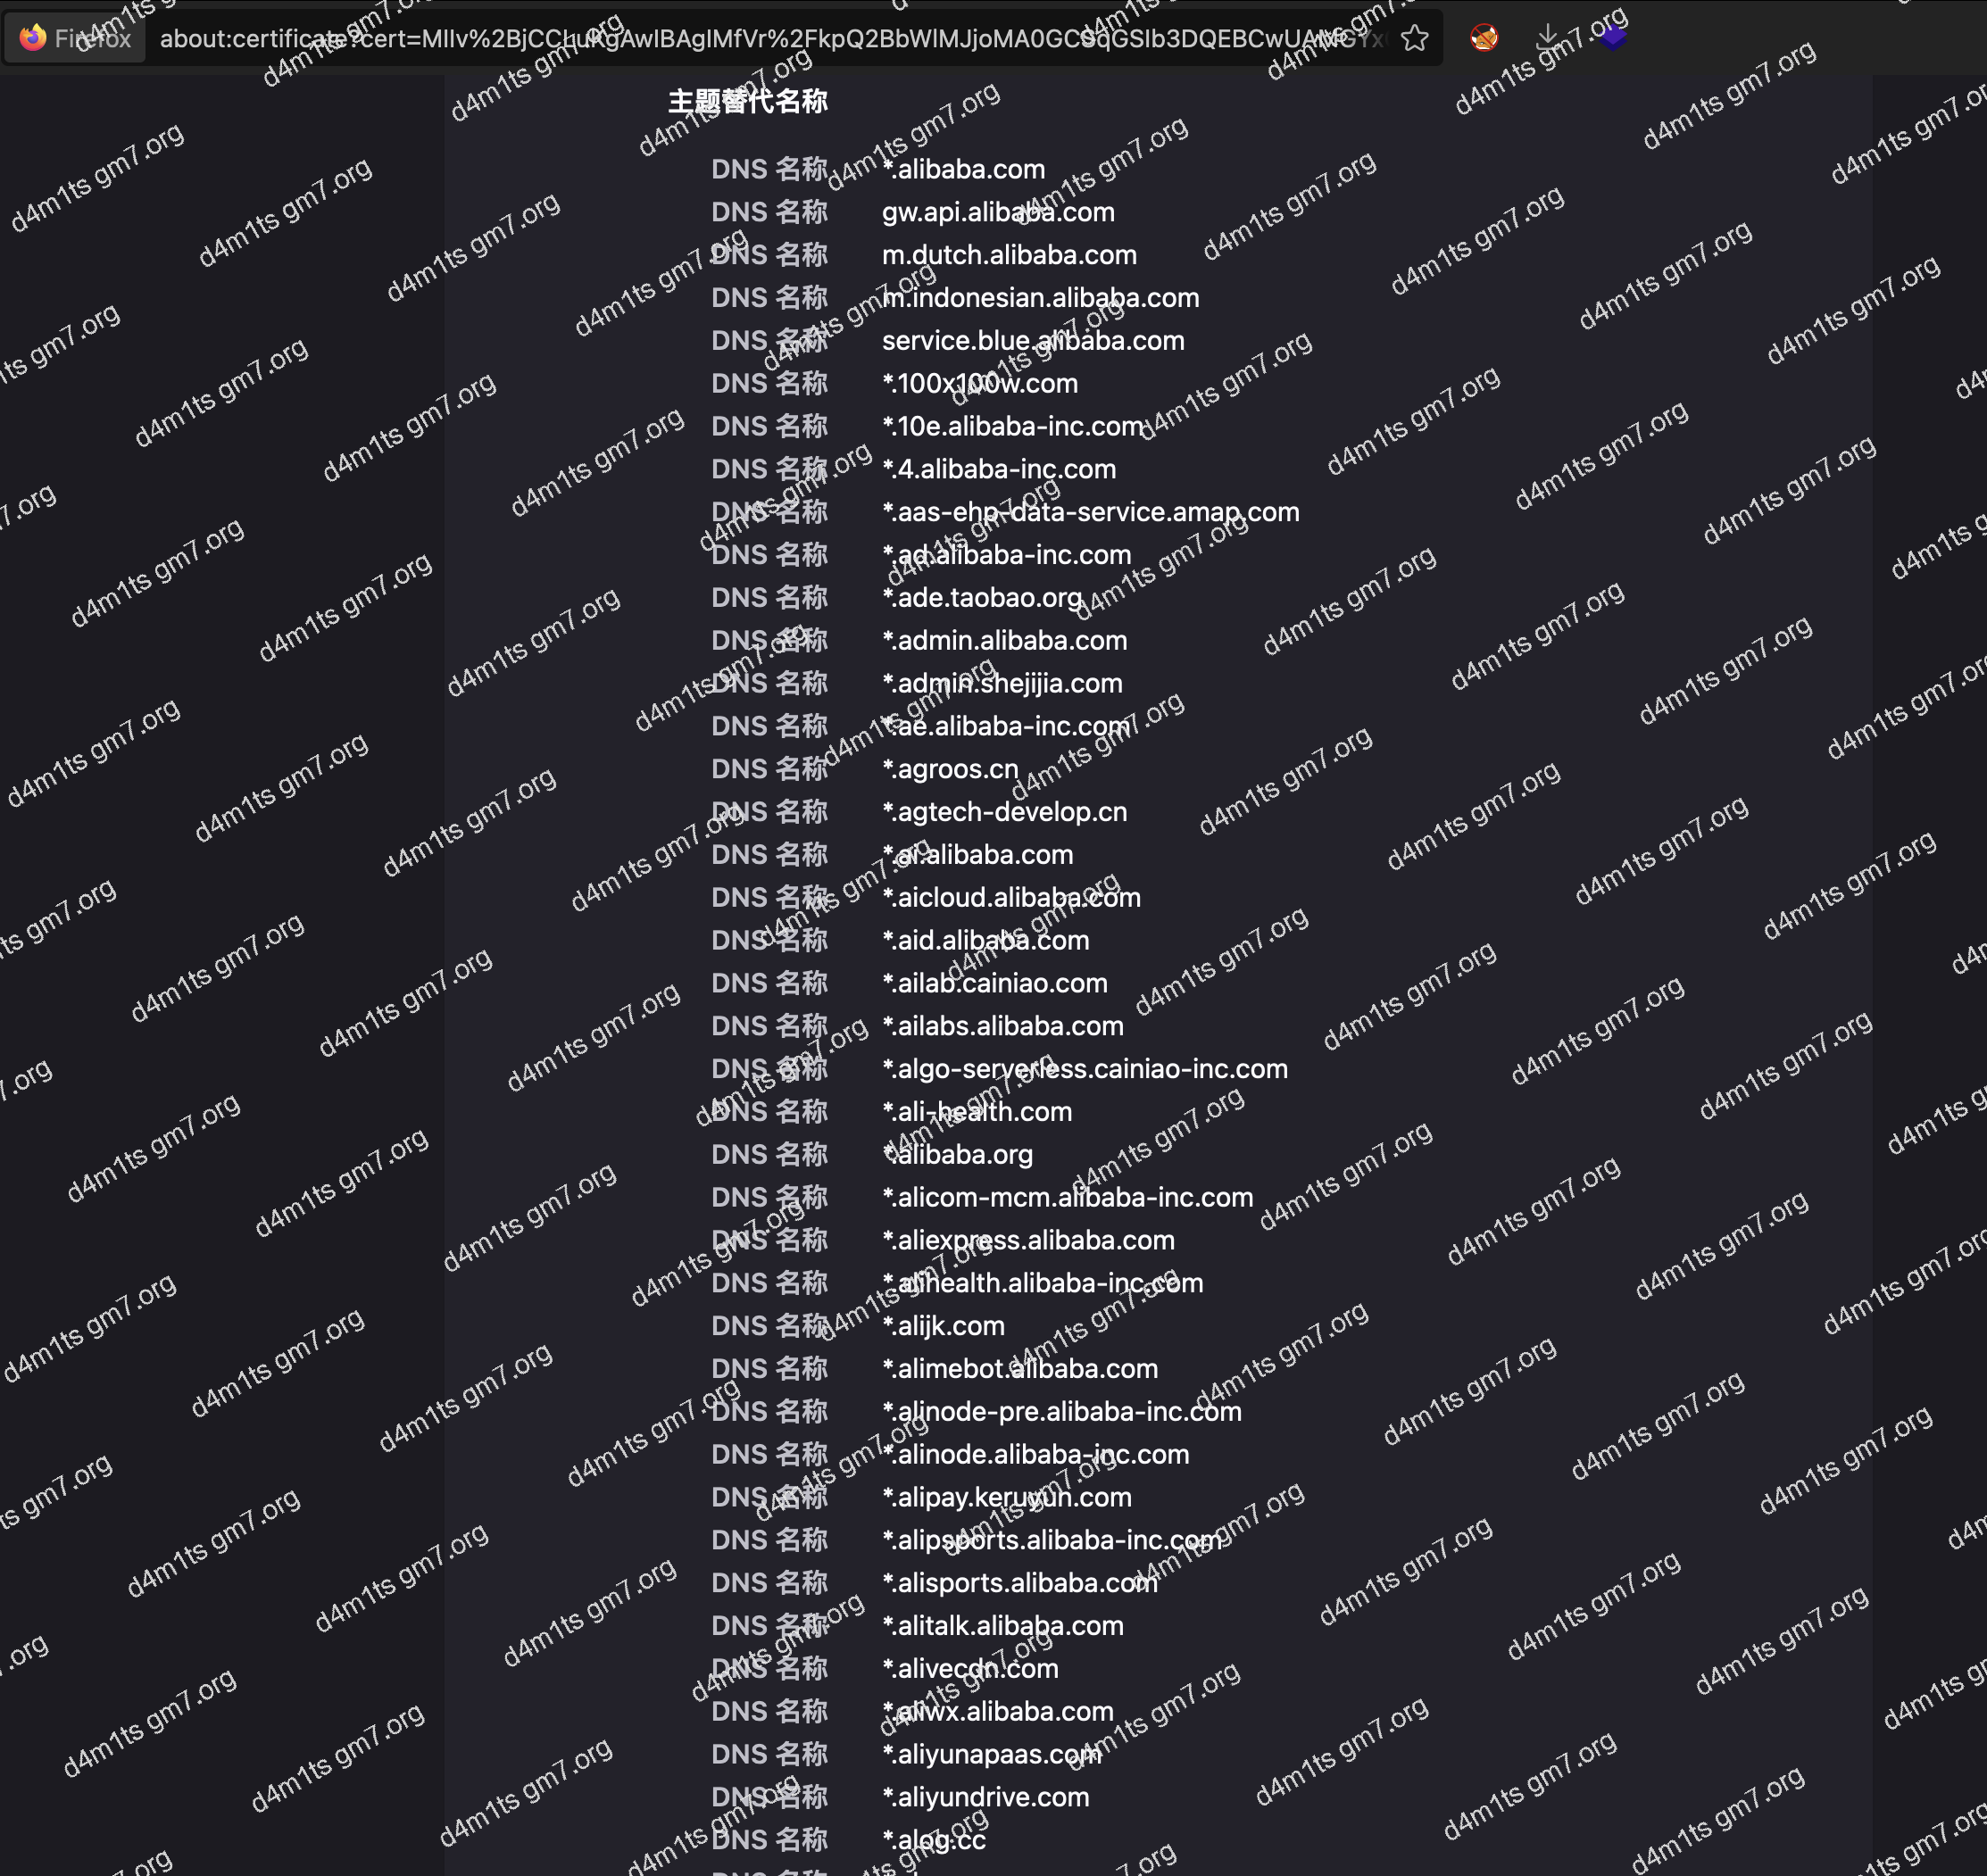 Firefox about:certificate?cert=MIIv%2BjCCLuKgAwIBAgIMfVr%2FkpQ2BbWlMJjoMA0GCSqGSIb3DQEBCwUAMGYx
主题替代名称
DNS 名称 *.alibaba.com
DNS 名称 gw.api.alibaba.com
DNS 名称 m.dutch.alibaba.com
DNS 名称 m.indonesian.alibaba.com
DNS 名称 service.blue.alibaba.com
DNS 名称 *.100x100w.com
DNS 名称 *.10e.alibaba-inc.com
DNS 名称 *.4.alibaba-inc.com
DNS 名称 *.aas-ehp-data-service.amap.com
DNS 名称 *.ad.alibaba-inc.com
DNS 名称 *.ade.taobao.org
DNS 名称 *.admin.alibaba.com
DNS 名称 *.admin.shejijia.com
DNS 名称 *.ae.alibaba-inc.com
DNS 名称 *.agroos.cn
DNS 名称 *.agtech-develop.cn
DNS 名称 *.ai.alibaba.com
DNS 名称 *.aicloud.alibaba.com
DNS 名称 *.aid.alibaba.com
DNS 名称 *.ailab.cainiao.com
DNS 名称 *.ailabs.alibaba.com
DNS 名称 *.algo-serverless.cainiao-inc.com
DNS 名称 *.ali-health.com
DNS 名称 *.alibaba.org
DNS 名称 *.alicom-mcm.alibaba-inc.com
DNS 名称 *.aliexpress.alibaba.com
DNS 名称 *.alihealth.alibaba-inc.com
DNS 名称 *.alijk.com
DNS 名称 *.alimebot.alibaba.com
DNS 名称 *.alinode-pre.alibaba-inc.com
DNS 名称 *.alinode.alibaba-inc.com
DNS 名称 *.alipay.keruyun.com
DNS 名称 *.alipsports.alibaba-inc.com
DNS 名称 *.alisports.alibaba.com
DNS 名称 *.alitalk.alibaba.com
DNS 名称 *.alivecdn.com
DNS 名称 *.aliwx.alibaba.com
DNS 名称 *.aliyunapaas.com
DNS 名称 *.aliyundrive.com
DNS 名称 *.alog.cc
d4m1ts gm7.org